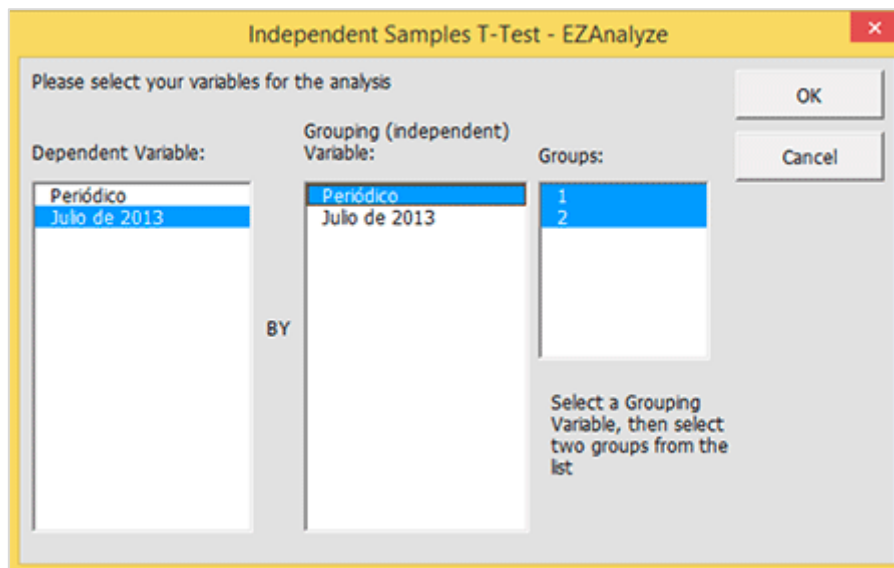 Independent Samples T-Test - EZAnalyze
Please select your variables for the analysis
OK
Cancel
Dependent Variable:
Periódico
Julio de 2013
BY
Grouping (independent)
Variable:
Periódico
Julio de 2013
Groups:
1
2
Select a Grouping
Variable, then select
two groups from the
list